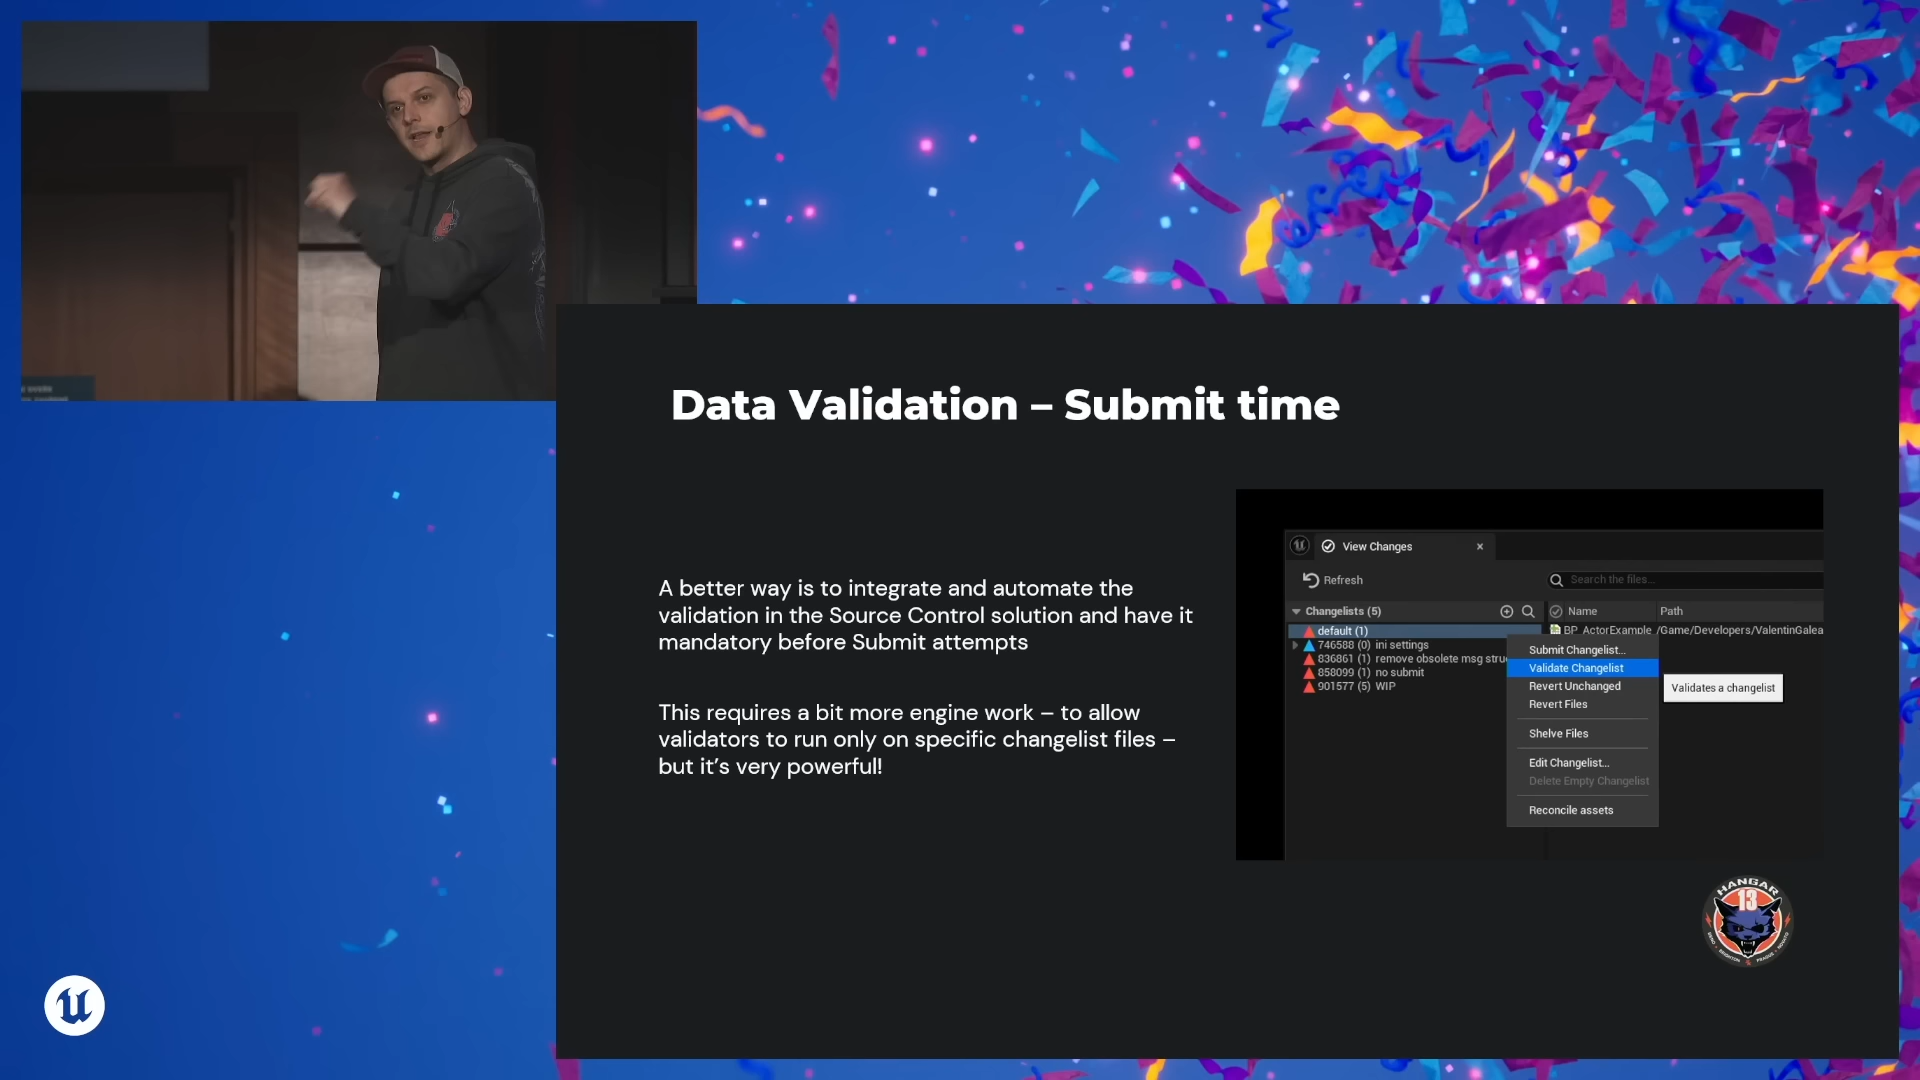 Data Validation – Submit time
A better way is to integrate and automate the
validation in the Source Control solution and have it
mandatory before Submit attempts
This requires a bit more engine work – to allow
validators to run only on specific changelist files –
but it’s very powerful!
View Changes
Refresh
Search the files...
Changelists (5)
Name
Path
default (1)
BP_ActorExample /Game/Developers/ValentinGalea
746588 (0) ini settings
836861 (1) remove obsolete msg stru
858099 (1) no submit
901577 (5) WIP
Submit Changelist...
Validate Changelist
Revert Unchanged
Revert Files
Shelve Files
Edit Changelist...
Delete Empty Changelist
Reconcile assets
Validates a changelist
HANGAR
13